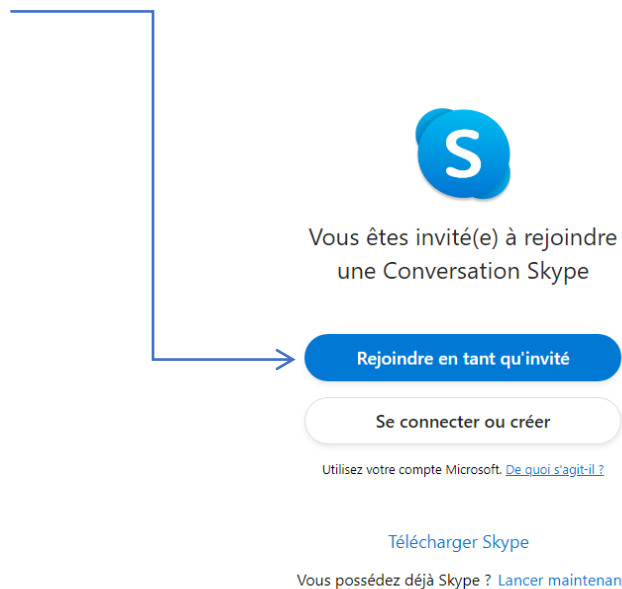 S
Vous êtes invité(e) à rejoindre
une Conversation Skype
Rejoindre en tant qu'invité
Se connecter ou créer
Utilisez votre compte Microsoft. De quoi s'agit-il ?
Télécharger Skype
Vous possédez déjà Skype ? Lancer maintenan